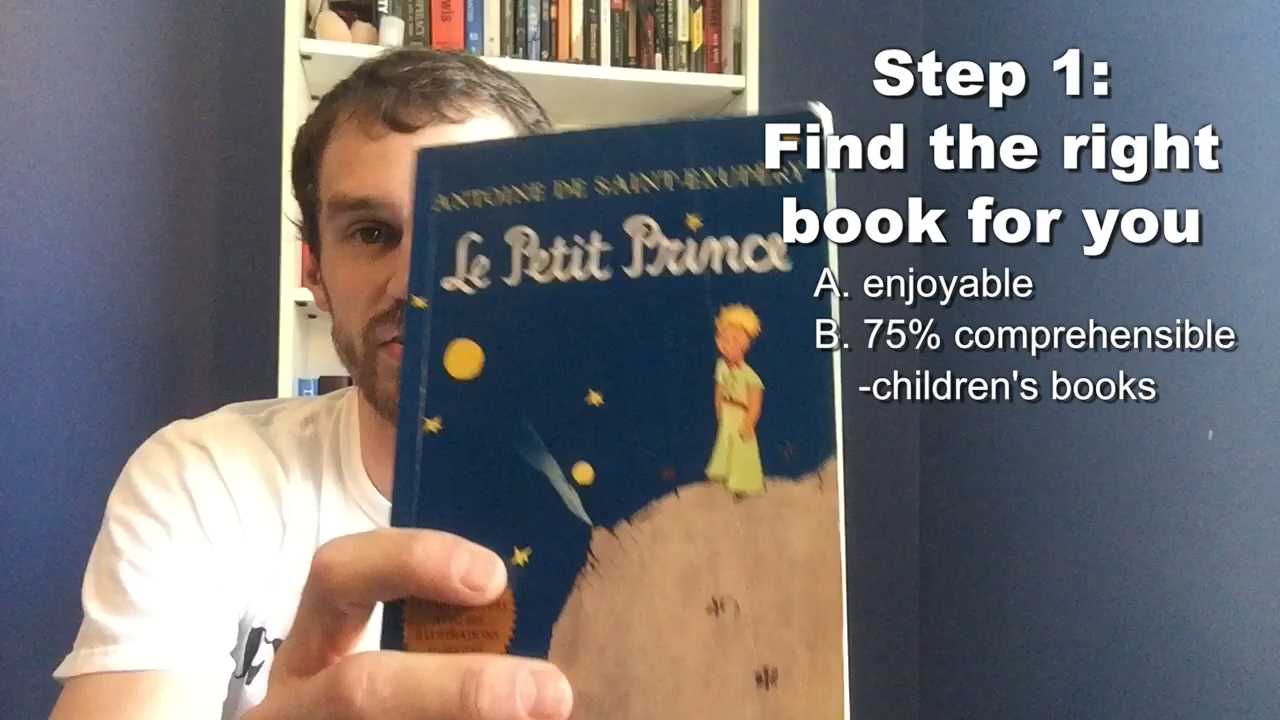 Step 1:
Find the right
book for you
A. enjoyable
B. 75% comprehensible
-children's books
ANTOINE DE SAINT-EXUPÉRY
Le Petit Prince
ILLUSTRATIONS